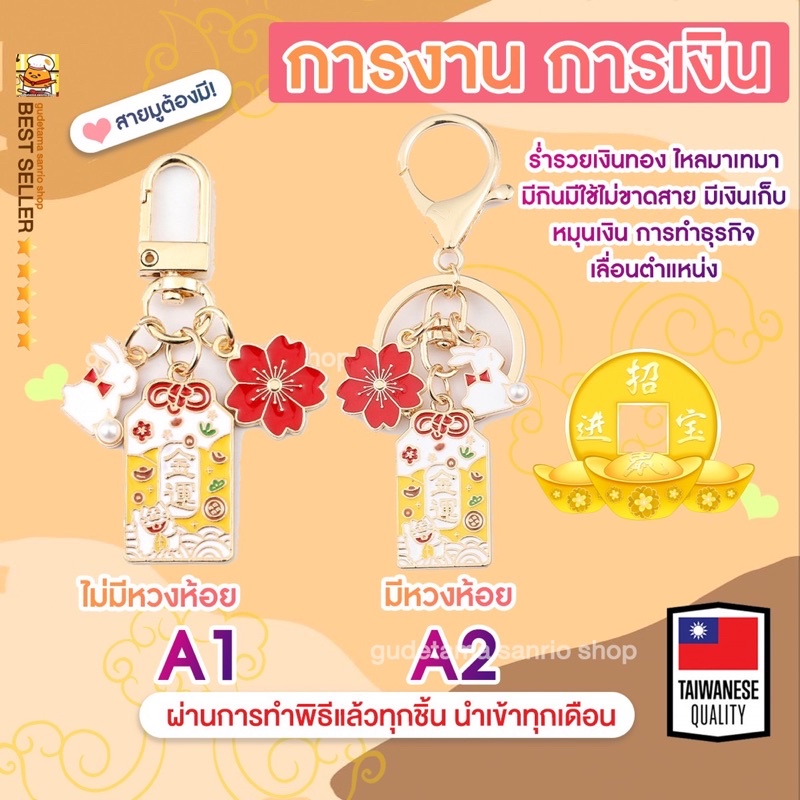 การงาน การเงิน
สายมูต้องมี!
gudetama sanrio shop
BEST SELLER
ร่ำรวยเงินทอง ไหลมาเทมา
มีกินมีใช้ไม่ขาดสาย มีเงินเก็บ
หมุนเงิน การทำธุรกิจ
เลื่อนตำแหน่ง
招
进 宝
金運
金運
ไม่มีหวงห้อย
มีหวงห้อย
A1
A2
gudetama sanrio shop
ผ่านการทำพิธีแล้วทุกชิ้น นำเข้าทุกเดือน
TAIWANESE
QUALITY